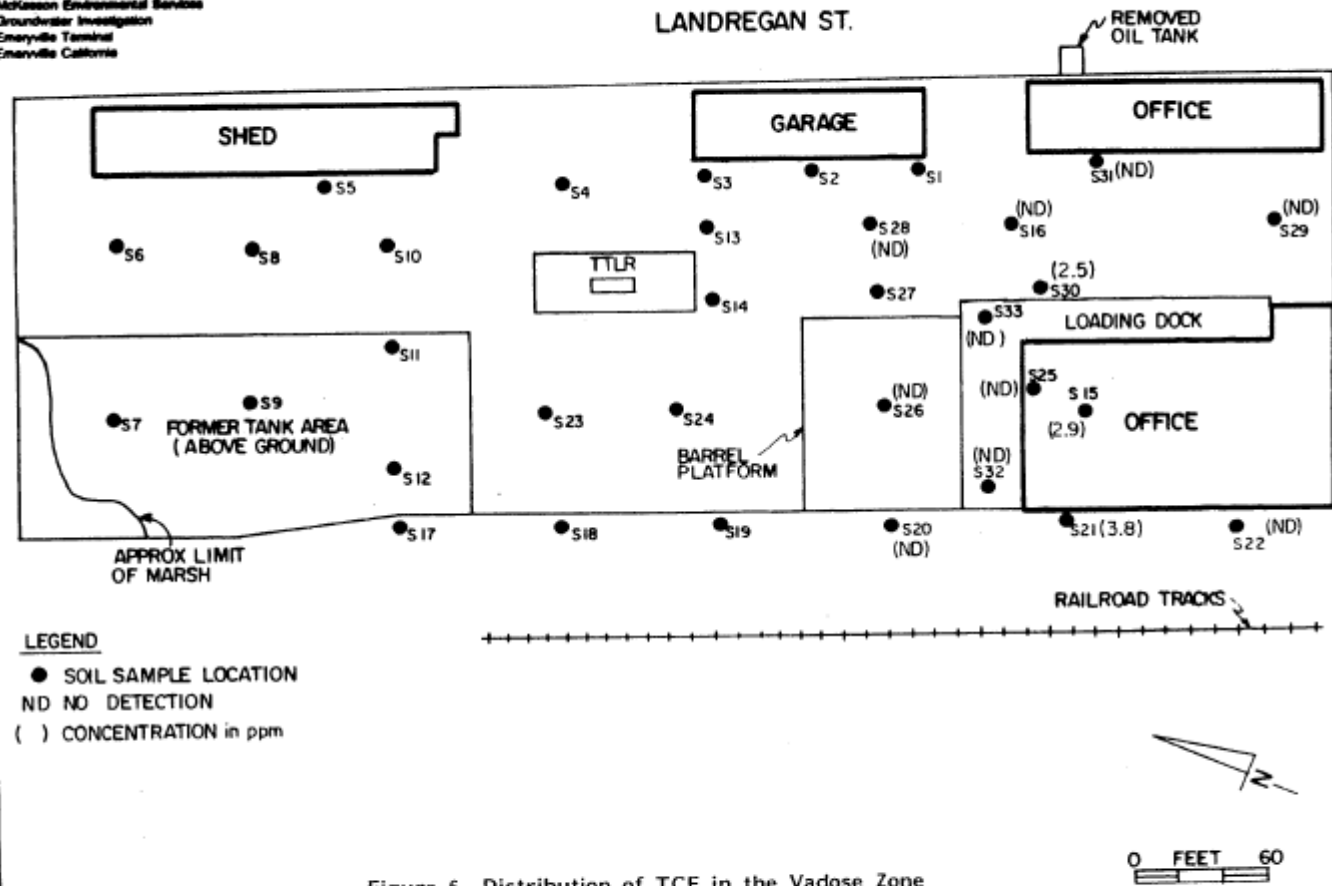 McKesson Environmental Services
Groundwater Investigation
Emeryville Terminal
Emeryville California
LANDREGAN ST.
REMOVED
OIL TANK
SHED
GARAGE
OFFICE
S5
S4
S3
S2
S1
S31(ND)
S6
S8
S10
S13
S28
(ND)
(ND)
S16
(ND)
S29
TTLR
S14
S27
(2.5)
S30
S33
(ND)
LOADING DOCK
S11
S7
S9
FORMER TANK AREA
(ABOVE GROUND)
S12
S23
S24
BARREL
PLATFORM
(ND)
S26
(ND)
S25
S15
(2.9)
OFFICE
(ND)
S32
S17
S18
S19
S20
(ND)
S21(3.8)
S22
(ND)
APPROX LIMIT
OF MARSH
RAILROAD TRACKS
LEGEND
SOIL SAMPLE LOCATION
ND NO DETECTION
( ) CONCENTRATION in ppm
N
0 FEET 60
Figure 6. Distribution of TCE in the Vadose Zone